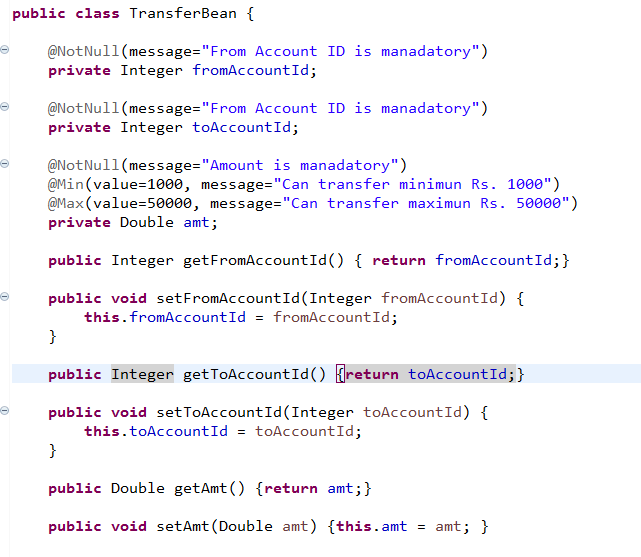 public class TransferBean {
@NotNull(message="From Account ID is manadatory")
private Integer fromAccountId;
@NotNull(message="From Account ID is manadatory")
private Integer toAccountId;
@NotNull(message="Amount is manadatory")
@Min(value=1000, message="Can transfer minimun Rs. 1000")
@Max(value=50000, message="Can transfer maximun Rs. 50000")
private Double amt;
public Integer getFromAccountId() { return fromAccountId;}
public void setFromAccountId(Integer fromAccountId) {
this.fromAccountId = fromAccountId;
}
public Integer getToAccountId() {return toAccountId;}
public void setToAccountId(Integer toAccountId) {
this.toAccountId = toAccountId;
}
public Double getAmt() {return amt;}
public void setAmt(Double amt) {this.amt = amt; }